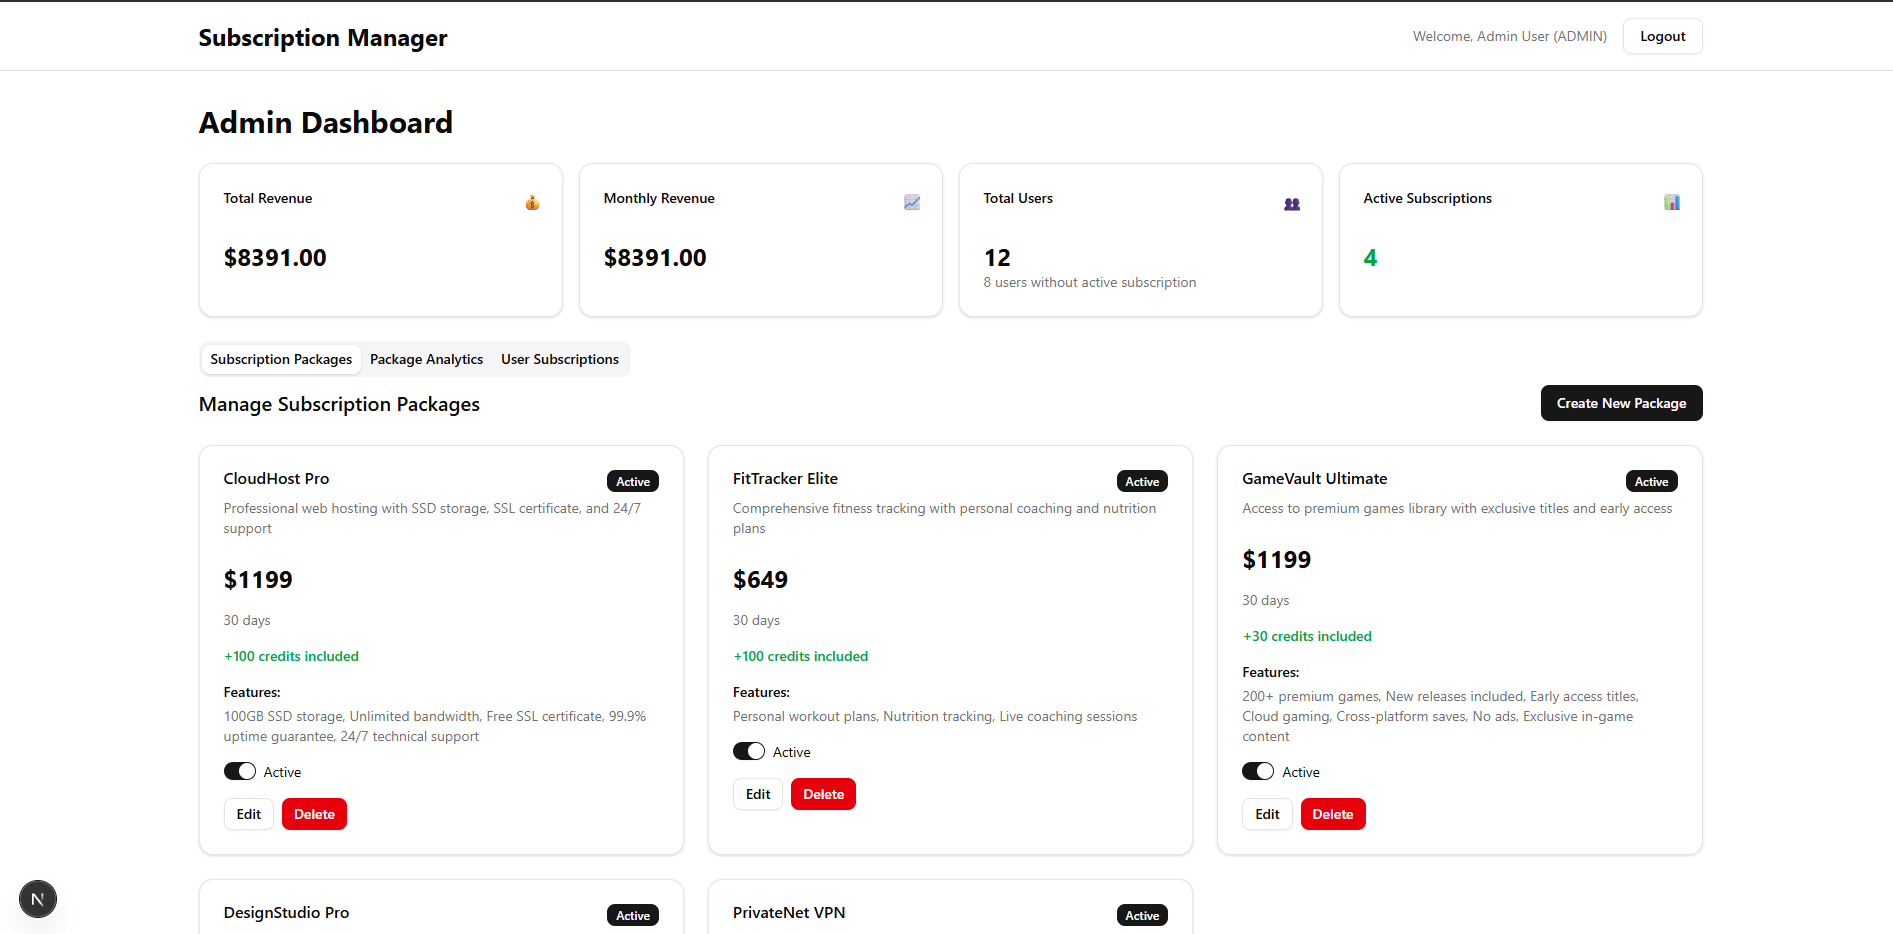 Subscription Manager
Welcome, Admin User (ADMIN)
Logout
Admin Dashboard
Total Revenue
$8391.00
Monthly Revenue
$8391.00
Total Users
12
8 users without active subscription
Active Subscriptions
4
Subscription Packages
Package Analytics
User Subscriptions
Manage Subscription Packages
Create New Package
CloudHost Pro
Active
Professional web hosting with SSD storage, SSL certificate, and 24/7
support
$1199
30 days
+100 credits included
Features:
100GB SSD storage, Unlimited bandwidth, Free SSL certificate, 99.9%
uptime guarantee, 24/7 technical support
Active
Edit
Delete
FitTracker Elite
Active
Comprehensive fitness tracking with personal coaching and nutrition
plans
$649
30 days
+100 credits included
Features:
Personal workout plans, Nutrition tracking, Live coaching sessions
Active
Edit
Delete
GameVault Ultimate
Active
Access to premium games library with exclusive titles and early access
$1199
30 days
+30 credits included
Features:
200+ premium games, New releases included, Early access titles,
Cloud gaming, Cross-platform saves, No ads, Exclusive in-game
content
Active
Edit
Delete
DesignStudio Pro
Active
PrivateNet VPN
Active
N